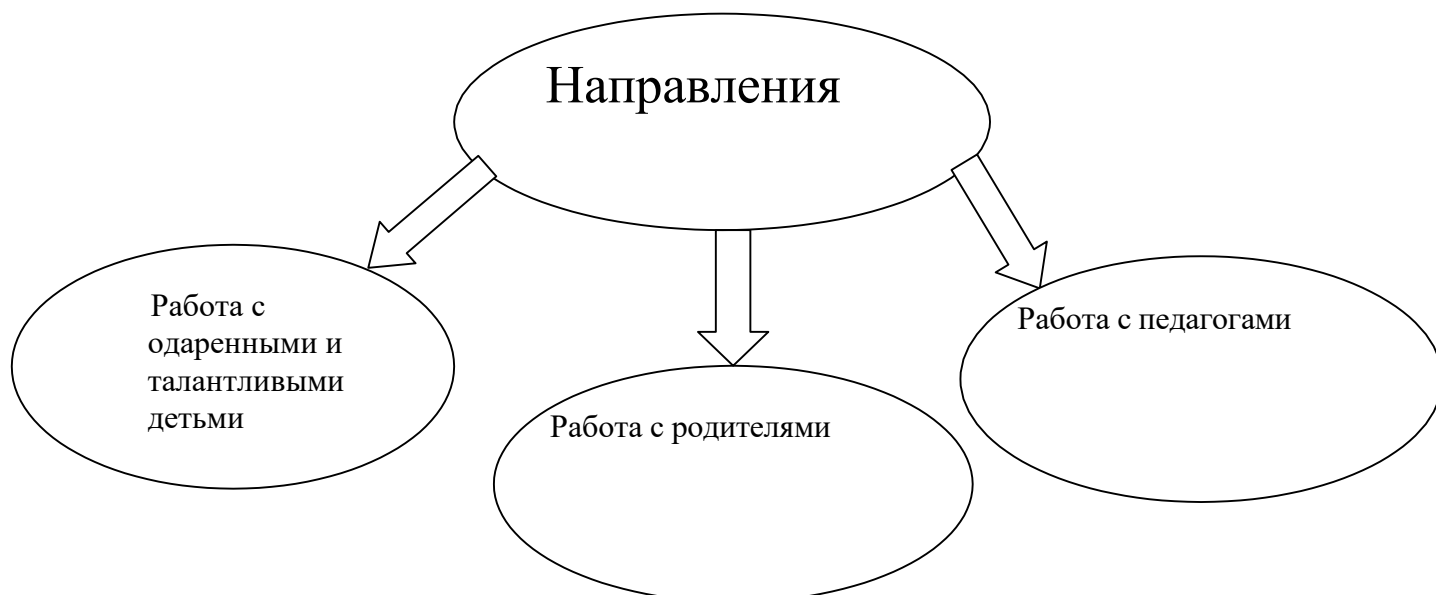 Направления
Работа с
одаренными и
талантливыми
детьми
Работа с родителями
Работа с педагогами